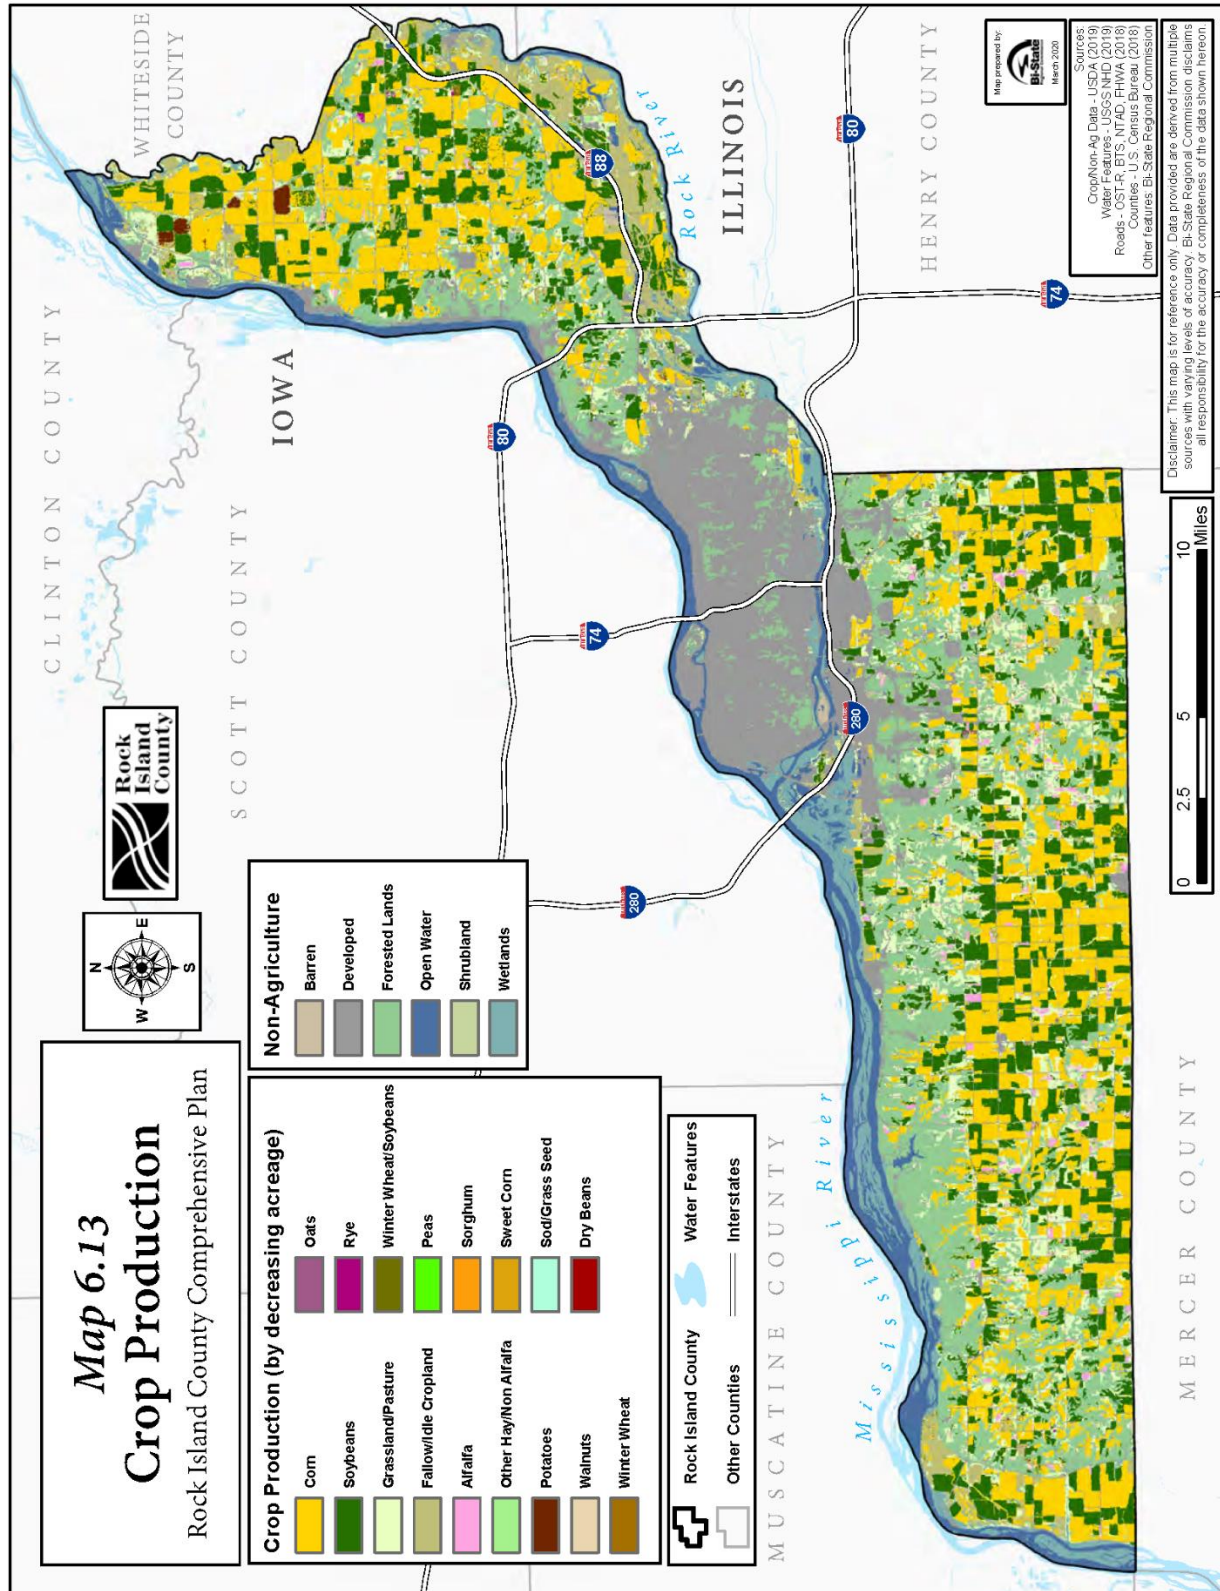 Map 6.13
Crop Production
Rock Island County Comprehensive Plan
Crop Production (by decreasing acreage)
Corn
Soybeans
Grassland/Pasture
Fallow/Idle Cropland
Alfalfa
Other Hay/Non Alfalfa
Potatoes
Walnuts
Winter Wheat
Oats
Rye
Winter Wheat/Soybeans
Peas
Sorghum
Sweet Corn
Sod/Grass Seed
Dry Beans
Non-Agriculture
Barren
Developed
Forested Lands
Open Water
Shrubland
Wetlands
Rock Island County
Other Counties
Water Features
Interstates
N
W
E
S
Rock
Island
County
CLINTON COUNTY
SCOTT COUNTY
IOWA
WHITESIDE
COUNTY
ILLINOIS
Rock River
HENRY COUNTY
MUSCATINE COUNTY
Mississippi River
MERCER COUNTY
80
88
80
74
74
280
280
0
2.5
5
10
Miles
Map prepared by:
Bi-State
March 2020
Sources:
Crop/Non-Ag Data - USDA (2019)
Water Features - USGS NHD (2019)
Roads - OST-R, BTS, NTAD, FHWA (2018)
Counties - U.S. Census Bureau (2018)
Other features: Bi-State Regional Commission
Disclaimer: This map is for reference only. Data provided are derived from multiple
sources with varying levels of accuracy. Bi-State Regional Commission disclaims
all responsibility for the accuracy or completeness of the data shown hereon.